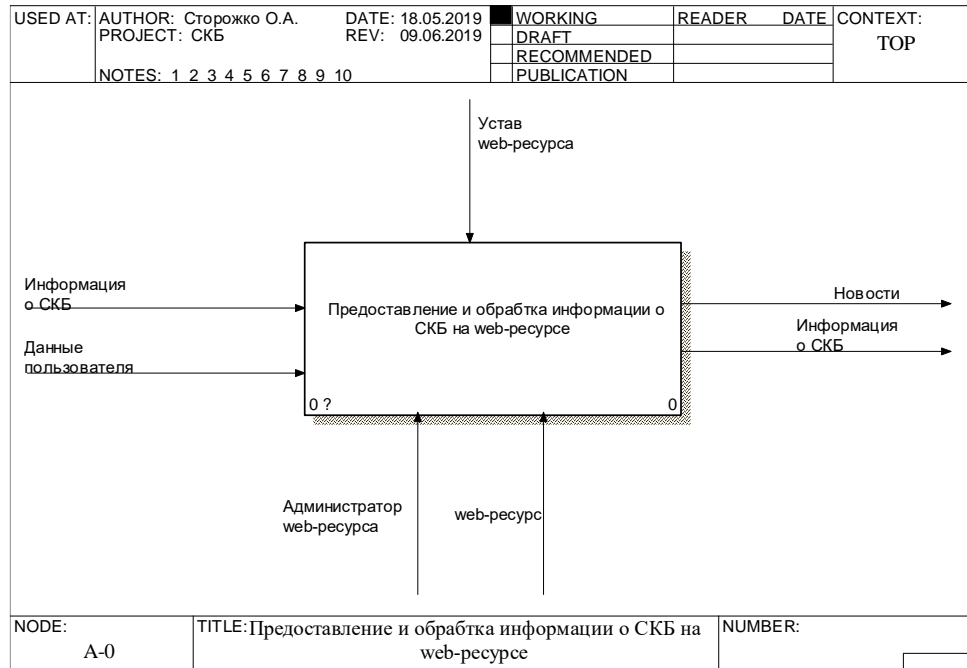 USED AT:
AUTHOR: Сторожко О.А.
DATE: 18.05.2019
PROJECT: СКБ
REV: 09.06.2019
NOTES: 1 2 3 4 5 6 7 8 9 10
WORKING
DRAFT
RECOMMENDED
PUBLICATION
READER
DATE
CONTEXT:
TOP
Устав
web-ресурса
Информация
о СКБ
Данные
пользователя
Предоставление и обрабтка информации о
СКБ на web-ресурсе
0 ?
0
Новости
Информация
о СКБ
Администратор
web-ресурса
web-ресурс
NODE:
A-0
TITLE: Предоставление и обрабтка информации о СКБ на
web-ресурсе
NUMBER: